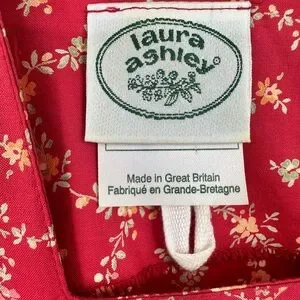 laura
ashley®
Made in Great Britain
Fabriqué en Grande-Bretagne